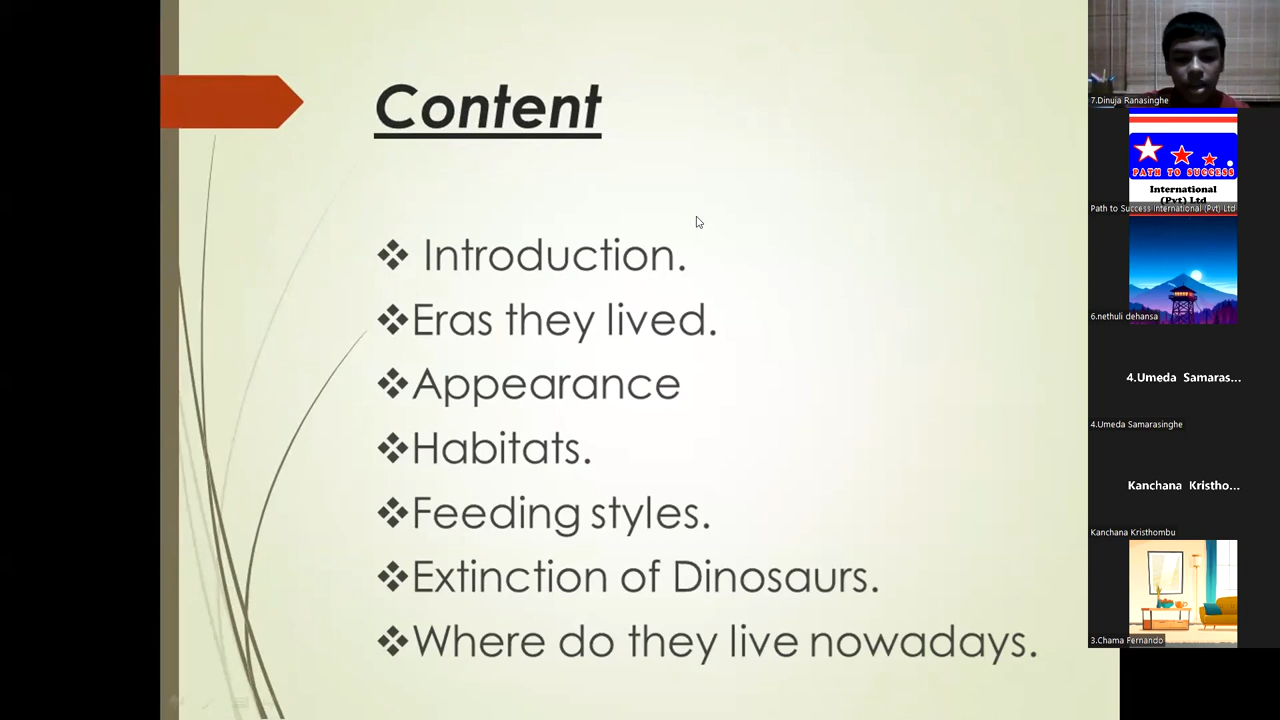 Content
❖ Introduction.
❖Eras they lived.
❖Appearance
❖Habitats.
❖Feeding styles.
❖Extinction of Dinosaurs.
❖Where do they live nowadays.
7.Dinuja Ranasinghe
PATH TO SUCCESS
International
(Pvt) Ltd
Path to Success International (Pvt) Ltd
6.nethuli dehansa
4.Umeda Samaras...
4.Umeda Samarasinghe
Kanchana Kristho...
Kanchana Kristhombu
3.Chama Fernando